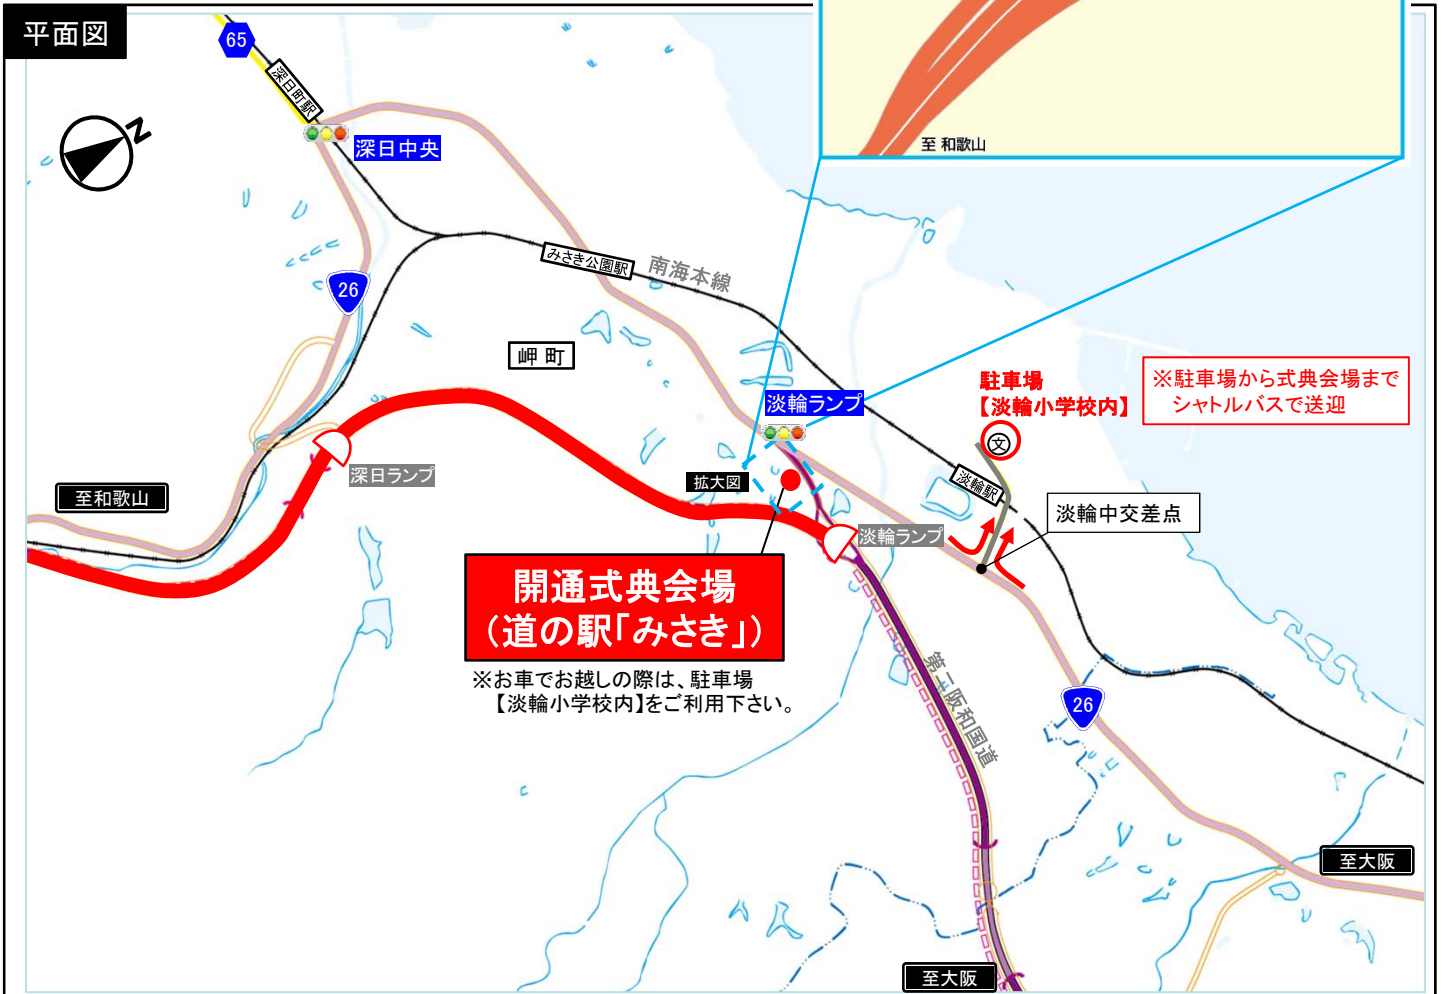 平面図
65
深日町駅
深日中央
N
至 和歌山
26
みさき公園駅
南海本線
岬 町
淡輪ランプ
駐車場
【淡輪小学校内】
※駐車場から式典会場まで
シャトルバスで送迎
文
深日ランプ
拡大図
淡輪駅
至和歌山
淡輪中交差点
淡輪ランプ
開通式典会場
(道の駅「みさき」)
※お車でお越しの際は、駐車場
【淡輪小学校内】をご利用下さい。
第二阪和国道
26
至大阪
至大阪